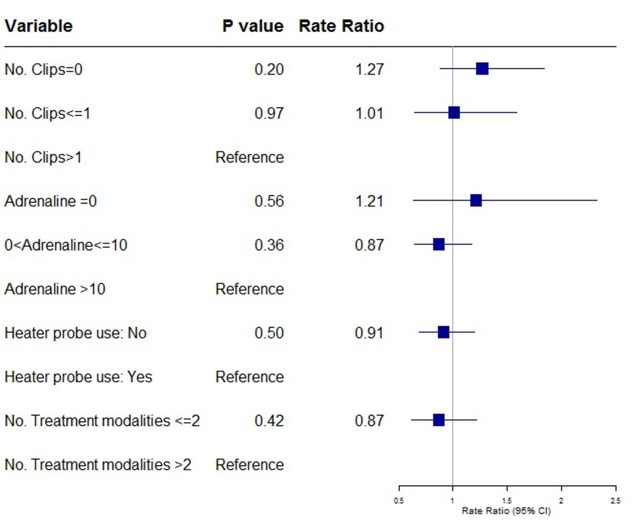 Variable P value Rate Ratio
No. Clips=0 0.20 1.27
No. Clips<=1 0.97 1.01
No. Clips>1 Reference
Adrenaline =0 0.56 1.21
0<Adrenaline<=10 0.36 0.87
Adrenaline >10 Reference
Heater probe use: No 0.50 0.91
Heater probe use: Yes Reference
No. Treatment modalities <=2 0.42 0.87
No. Treatment modalities >2 Reference
0.5 1 1.5 2 2.5
Rate Ratio (95% CI)